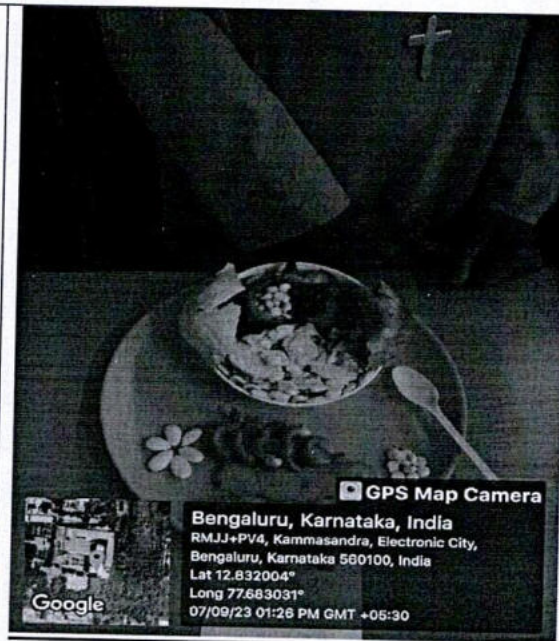 GPS Map Camera
Bengaluru, Karnataka, India
RMJJ+PV4, Kammasandra, Electronic City,
Bengaluru, Karnataka 560100, India
Lat 12.832004°
Long 77.683031°
07/09/23 01:26 PM GMT +05:30
Google